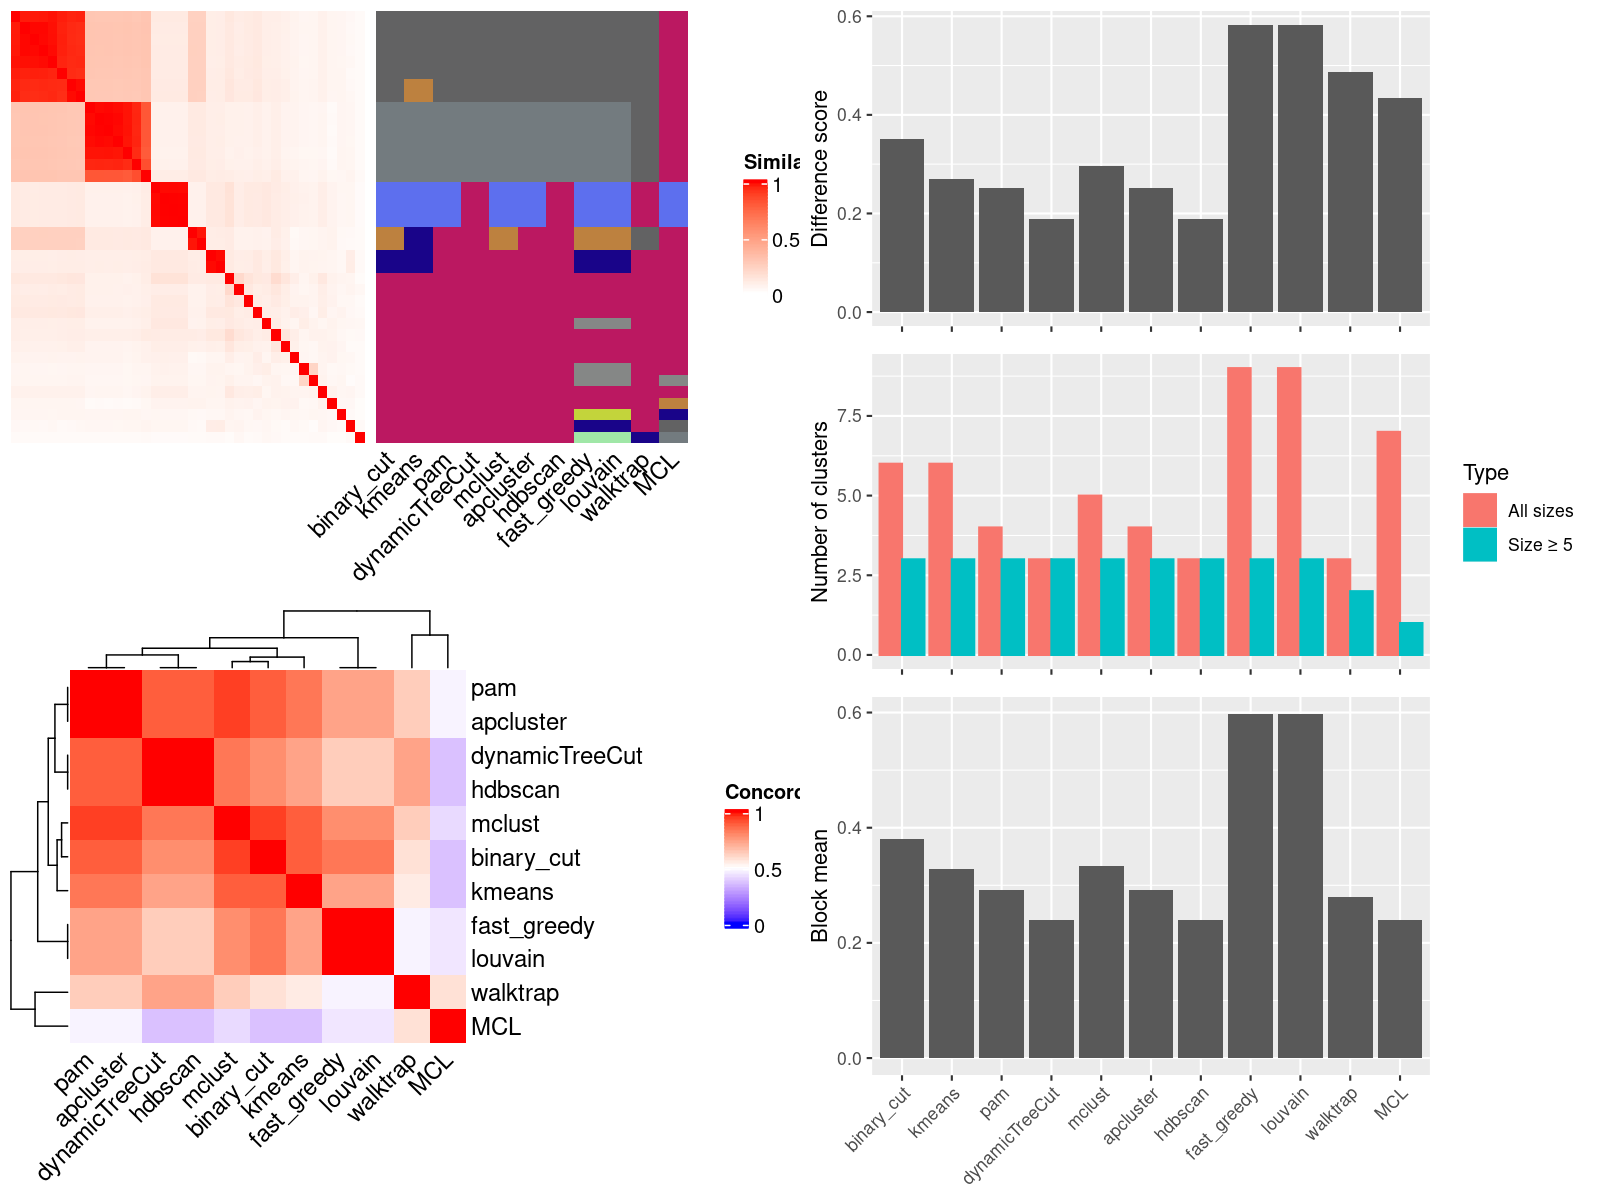 Simila
1
0.5
0
binary_cut
kmeans
pam
dynamicTreeCut
mclust
apcluster
hdbscan
fast_greedy
louvain
walktrap
MCL
pam
apcluster
dynamicTreeCut
hdbscan
mclust
binary_cut
kmeans
fast_greedy
louvain
walktrap
MCL
Concord
1
0.5
0
pam
apcluster
dynamicTreeCut
hdbscan
mclust
binary_cut
kmeans
fast_greedy
louvain
walktrap
MCL
Difference score
0.6
0.4
0.2
0.0
Number of clusters
7.5
5.0
2.5
0.0
Type
All sizes
Size ≥ 5
Block mean
0.6
0.4
0.2
0.0
binary_cut
kmeans
pam
dynamicTreeCut
mclust
apcluster
hdbscan
fast_greedy
louvain
walktrap
MCL